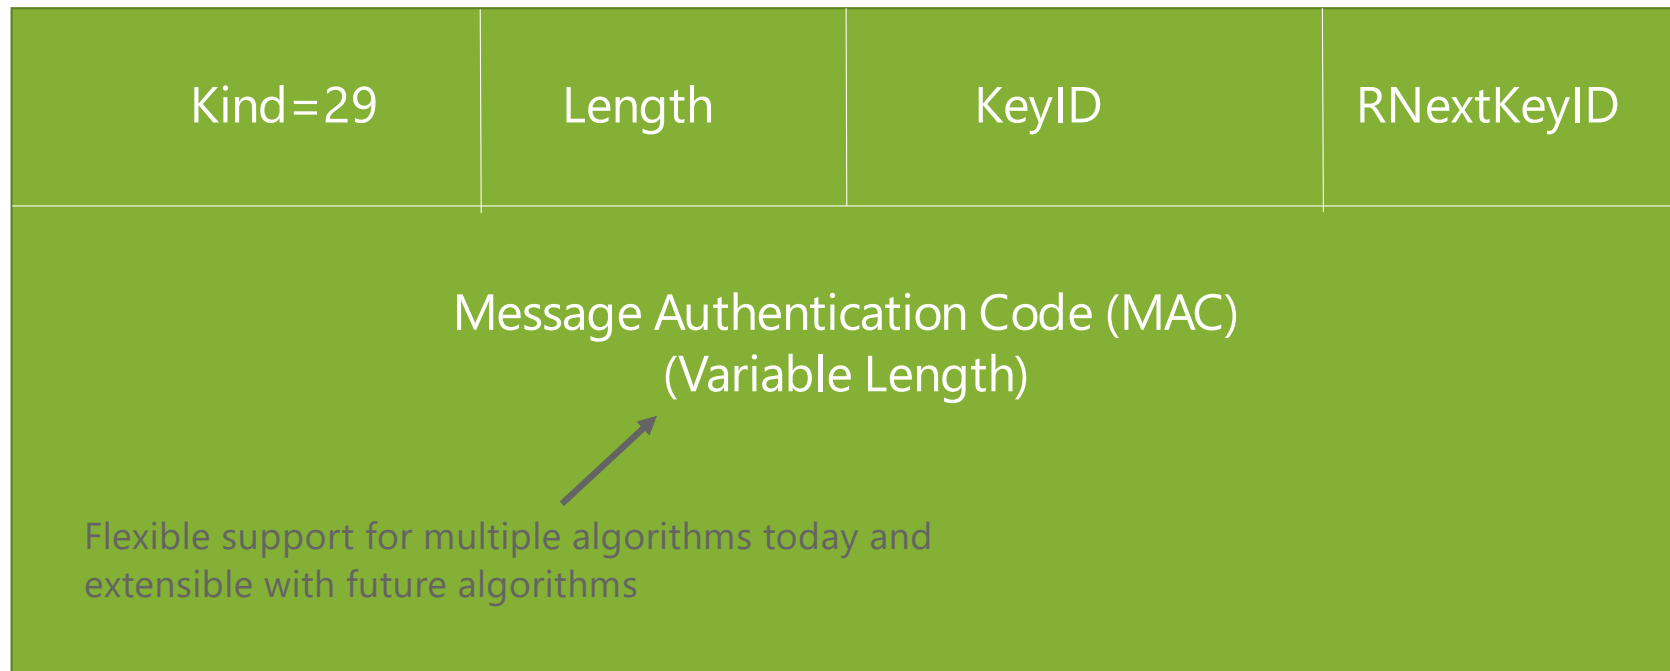 Kind=29
Length
KeyID
RNextKeyID
Message Authentication Code (MAC)
(Variable Length)
Flexible support for multiple algorithms today and
extensible with future algorithms